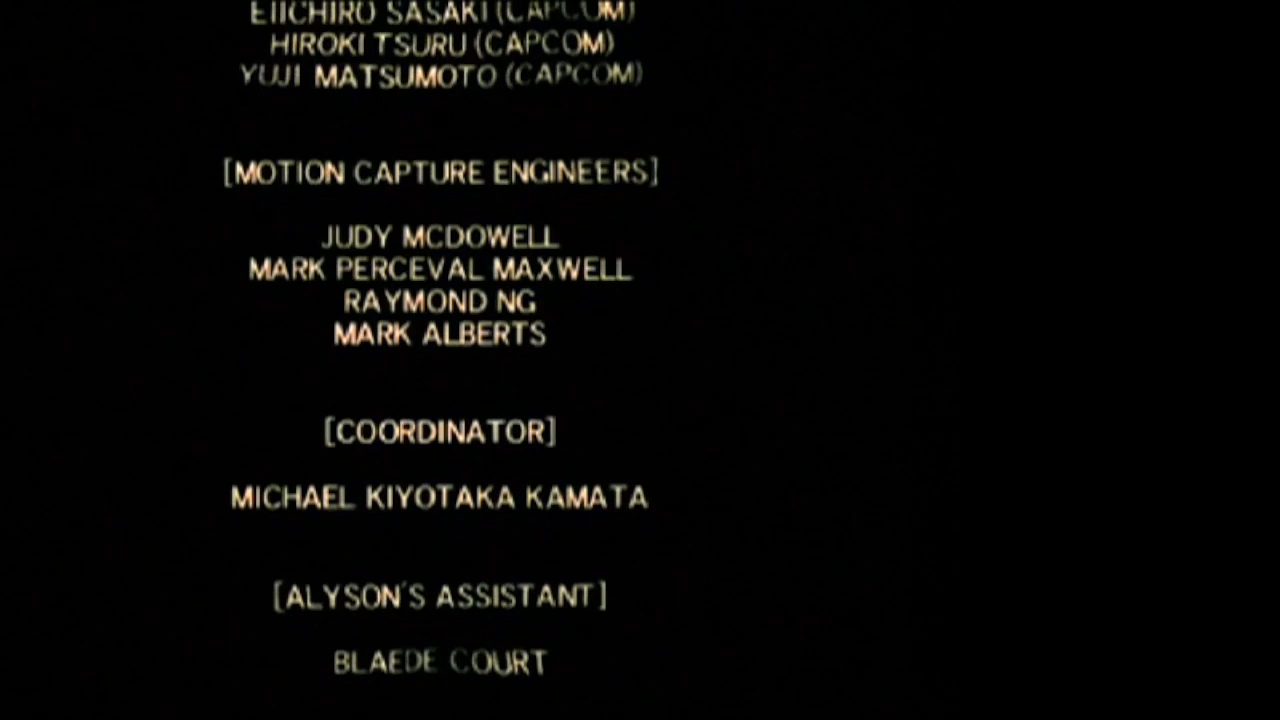 EIICHIRO SASAKI (CAPCOM)
HIROKI TSURU (CAPCOM)
YUJI MATSUMOTO (CAPCOM)
[MOTION CAPTURE ENGINEERS]
JUDY MCDOWELL
MARK PERCEVAL MAXWELL
RAYMOND NG
MARK ALBERTS
[COORDINATOR]
MICHAEL KIYOTAKA KAMATA
[ALYSON'S ASSISTANT]
BLAEDE COURT